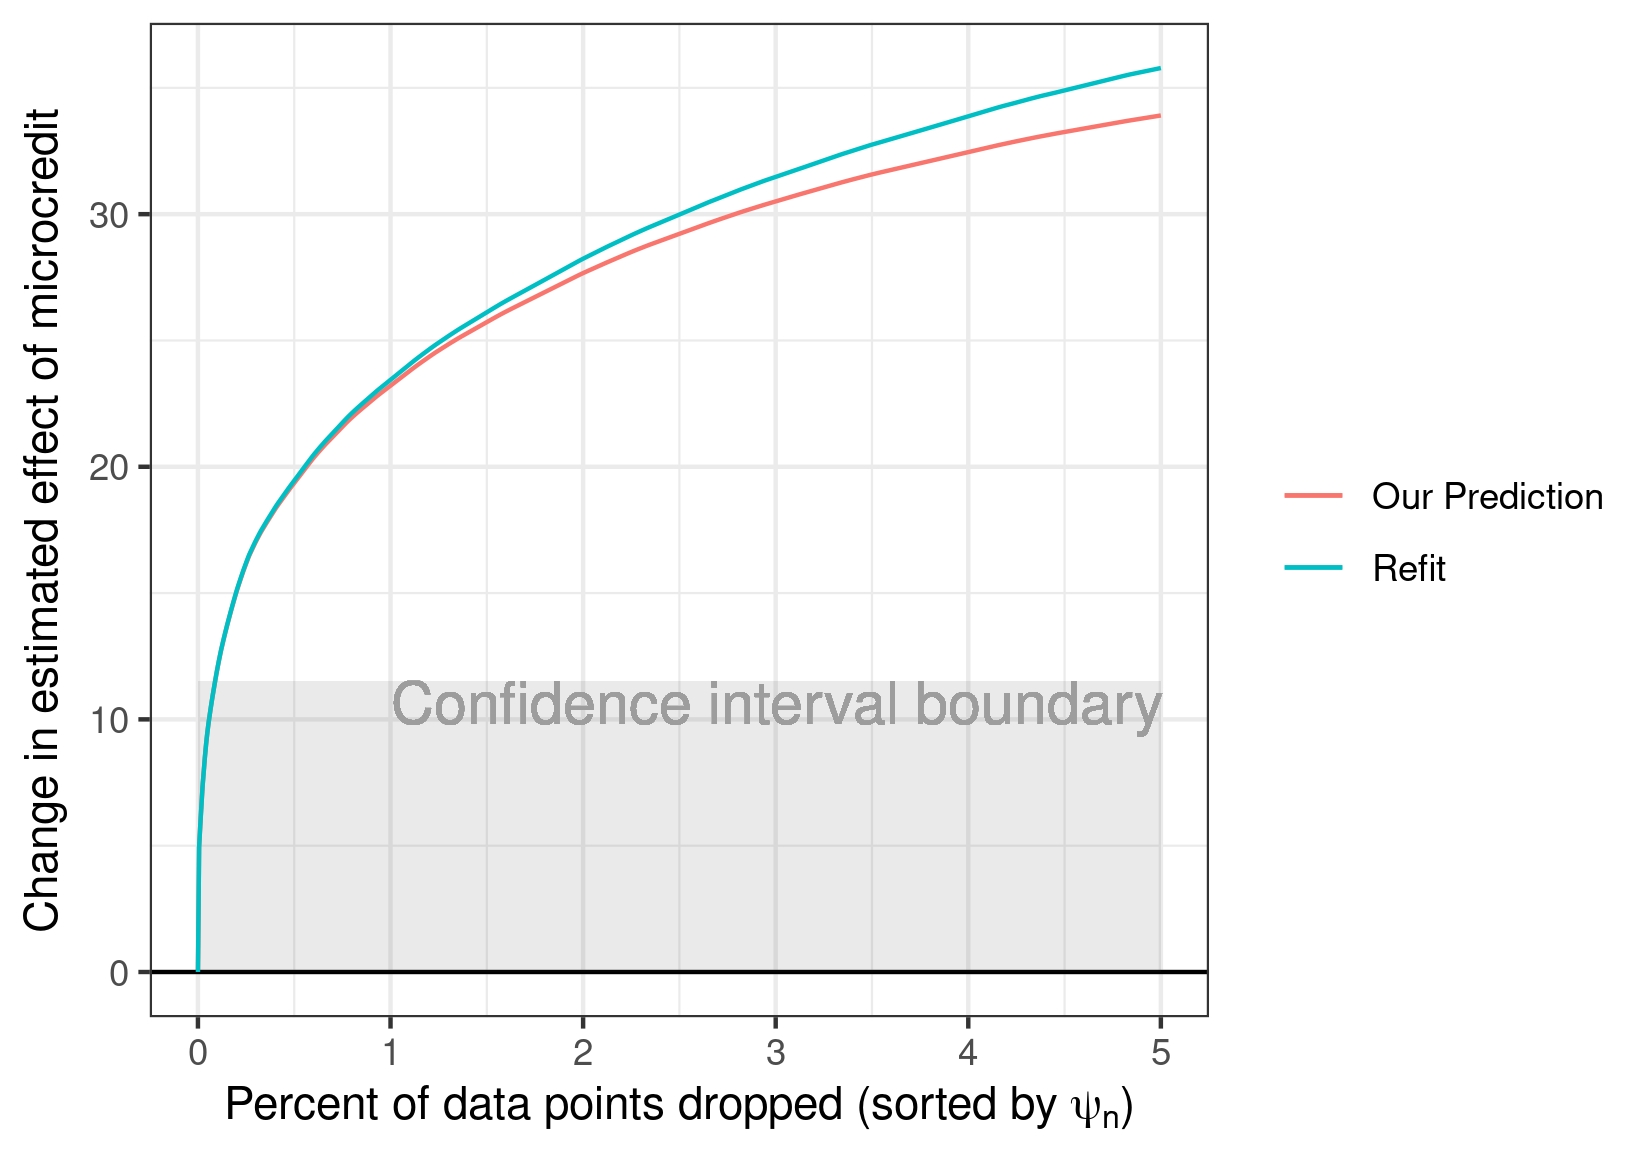 Change in estimated effect of microcredit
30
20
10
0
Confidence interval boundary
0 1 2 3 4 5
Percent of data points dropped (sorted by ψn)
Our Prediction
Refit